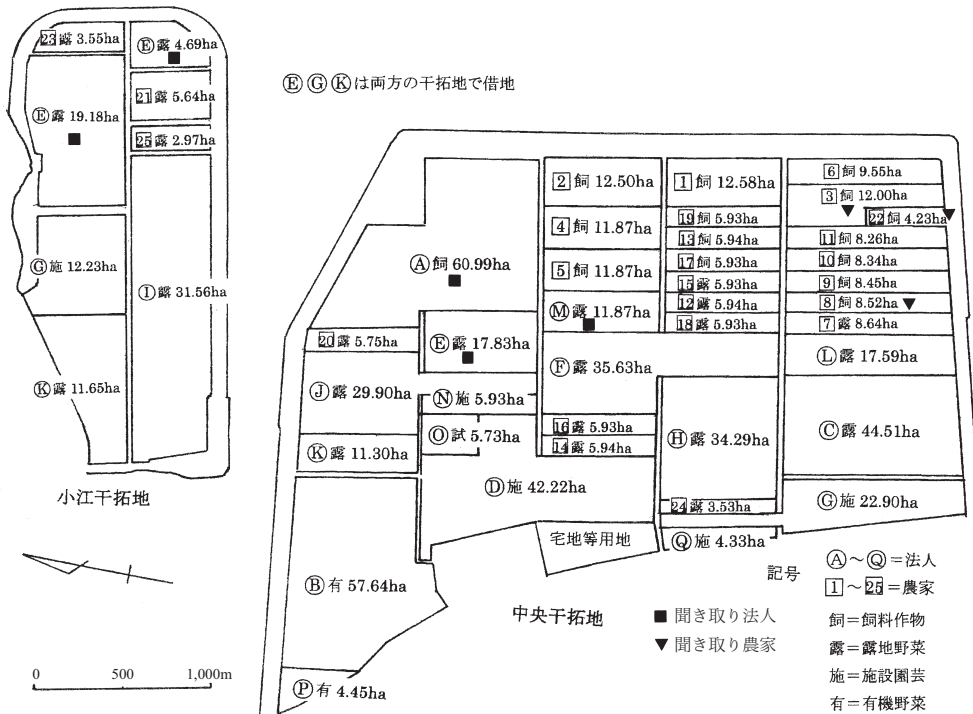 23 露 3.55ha
Ⓔ 露 4.69ha
21 露 5.64ha
Ⓔ 露 19.18ha
25 露 2.97ha
Ⓖ 施 12.23ha
Ⓘ 露 31.56ha
Ⓚ 露 11.65ha
小江干拓地
Ⓔ Ⓖ Ⓚは両方の干拓地で借地
Ⓐ 飼 60.99ha
20 露 5.75ha
Ⓔ 露 17.83ha
Ⓙ 露 29.90ha
Ⓝ 施 5.93ha
Ⓞ 試 5.73ha
Ⓚ 露 11.30ha
Ⓓ 施 42.22ha
Ⓑ 有 57.64ha
Ⓟ 有 4.45ha
2 飼 12.50ha
4 飼 11.87ha
5 飼 11.87ha
Ⓜ 露 11.87ha
Ⓕ 露 35.63ha
16 露 5.93ha
14 露 5.94ha
宅地等用地
1 飼 12.58ha
19 飼 5.93ha
13 飼 5.94ha
17 飼 5.93ha
15 露 5.93ha
12 露 5.94ha
18 露 5.93ha
Ⓗ 露 34.29ha
24 露 3.53ha
Ⓠ 施 4.33ha
6 飼 9.55ha
3 飼 12.00ha
22 飼 4.23ha
11 飼 8.26ha
10 飼 8.34ha
9 飼 8.45ha
8 飼 8.52ha
7 露 8.64ha
Ⓛ 露 17.59ha
Ⓒ 露 44.51ha
Ⓖ 施 22.90ha
中央干拓地
■ 聞き取り法人
▼ 聞き取り農家
記号
Ⓐ～Ⓠ＝法人
1～25＝農家
飼＝飼料作物
露＝露地野菜
施＝施設園芸
有＝有機野菜
0 500 1,000m